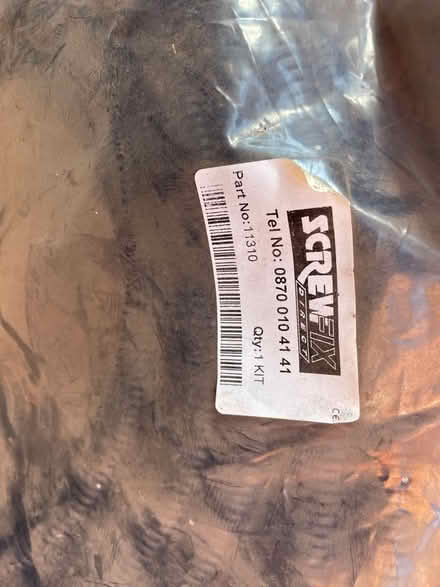 SCREWFIX
DIRECT
Tel No: 0870 010 41 41
Part No:11310
Qty:1 KIT
CE